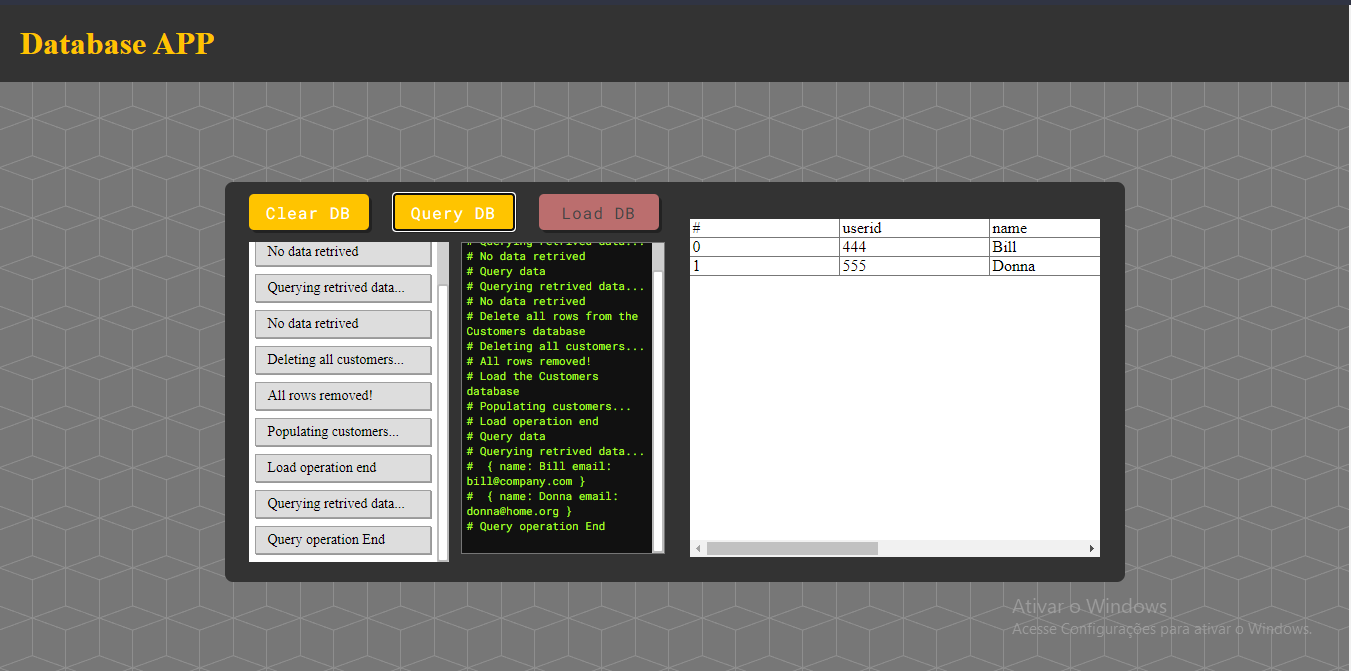 Database APP
Clear DB
Query DB
Load DB
No data retrived
Querying retrived data...
No data retrived
Deleting all customers...
All rows removed!
Populating customers...
Load operation end
Querying retrived data...
Query operation End
# Querying retrived data...
# No data retrived
# Query data
# Querying retrived data...
# No data retrived
# Delete all rows from the
Customers database
# Deleting all customers...
# All rows removed!
# Load the Customers
database
# Populating customers...
# Load operation end
# Query data
# Querying retrived data...
# { name: Bill email:
bill@company.com }
# { name: Donna email:
donna@home.org }
# Query operation End
# userid name
0 444 Bill
1 555 Donna
Ativar o Windows
Acesse Configurações para ativar o Windows.